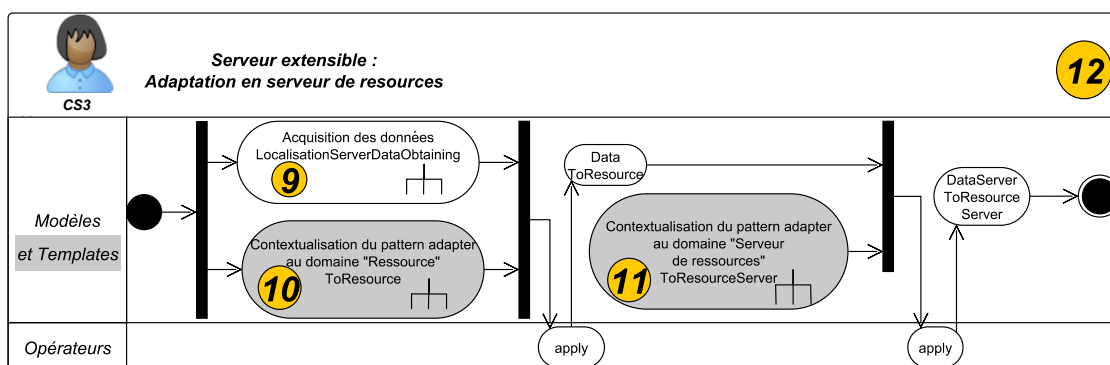 Serveur extensible :
Adaptation en serveur de resources
12
CS3
Modèles
et Templates
Acquisition des données
LocalisationServerDataObtaining
9
Contextualisation du pattern adapter
au domaine "Ressource"
ToResource
10
Data
ToResource
Contextualisation du pattern adapter
au domaine "Serveur
de ressources"
ToResourceServer
11
DataServer
ToResource
Server
Opérateurs
apply
apply